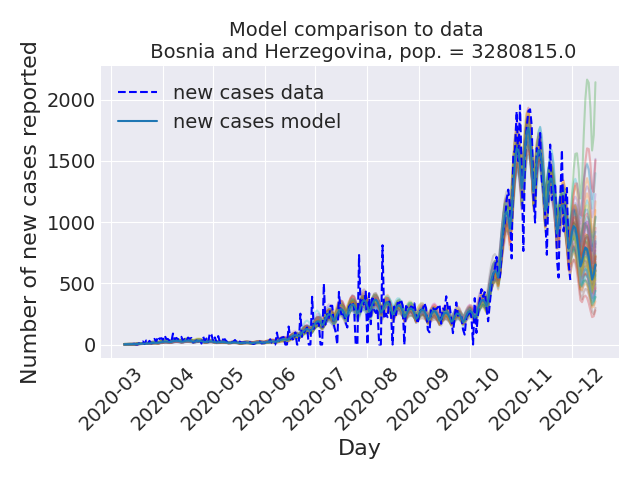 Model comparison to data
Bosnia and Herzegovina, pop. = 3280815.0
new cases data
new cases model
Number of new cases reported
2000
1500
1000
500
0
2020-03
2020-04
2020-05
2020-06
2020-07
2020-08
2020-09
2020-10
2020-11
2020-12
Day